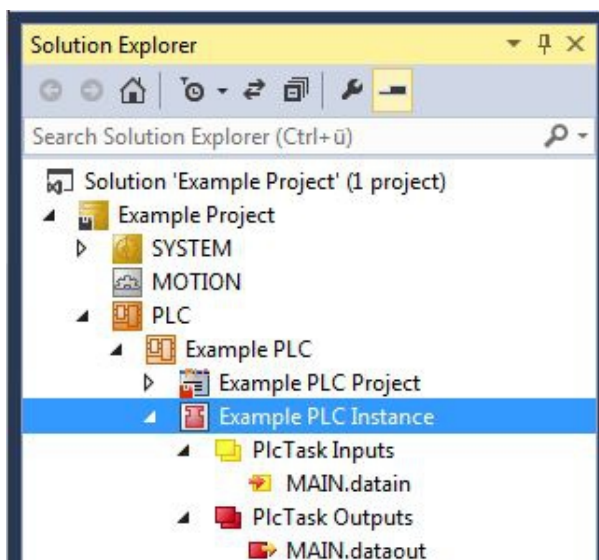 Solution Explorer
Search Solution Explorer (Ctrl+ü)
Solution 'Example Project' (1 project)
Example Project
SYSTEM
MOTION
PLC
Example PLC
Example PLC Project
Example PLC Instance
PlcTask Inputs
MAIN.datain
PlcTask Outputs
MAIN.dataout